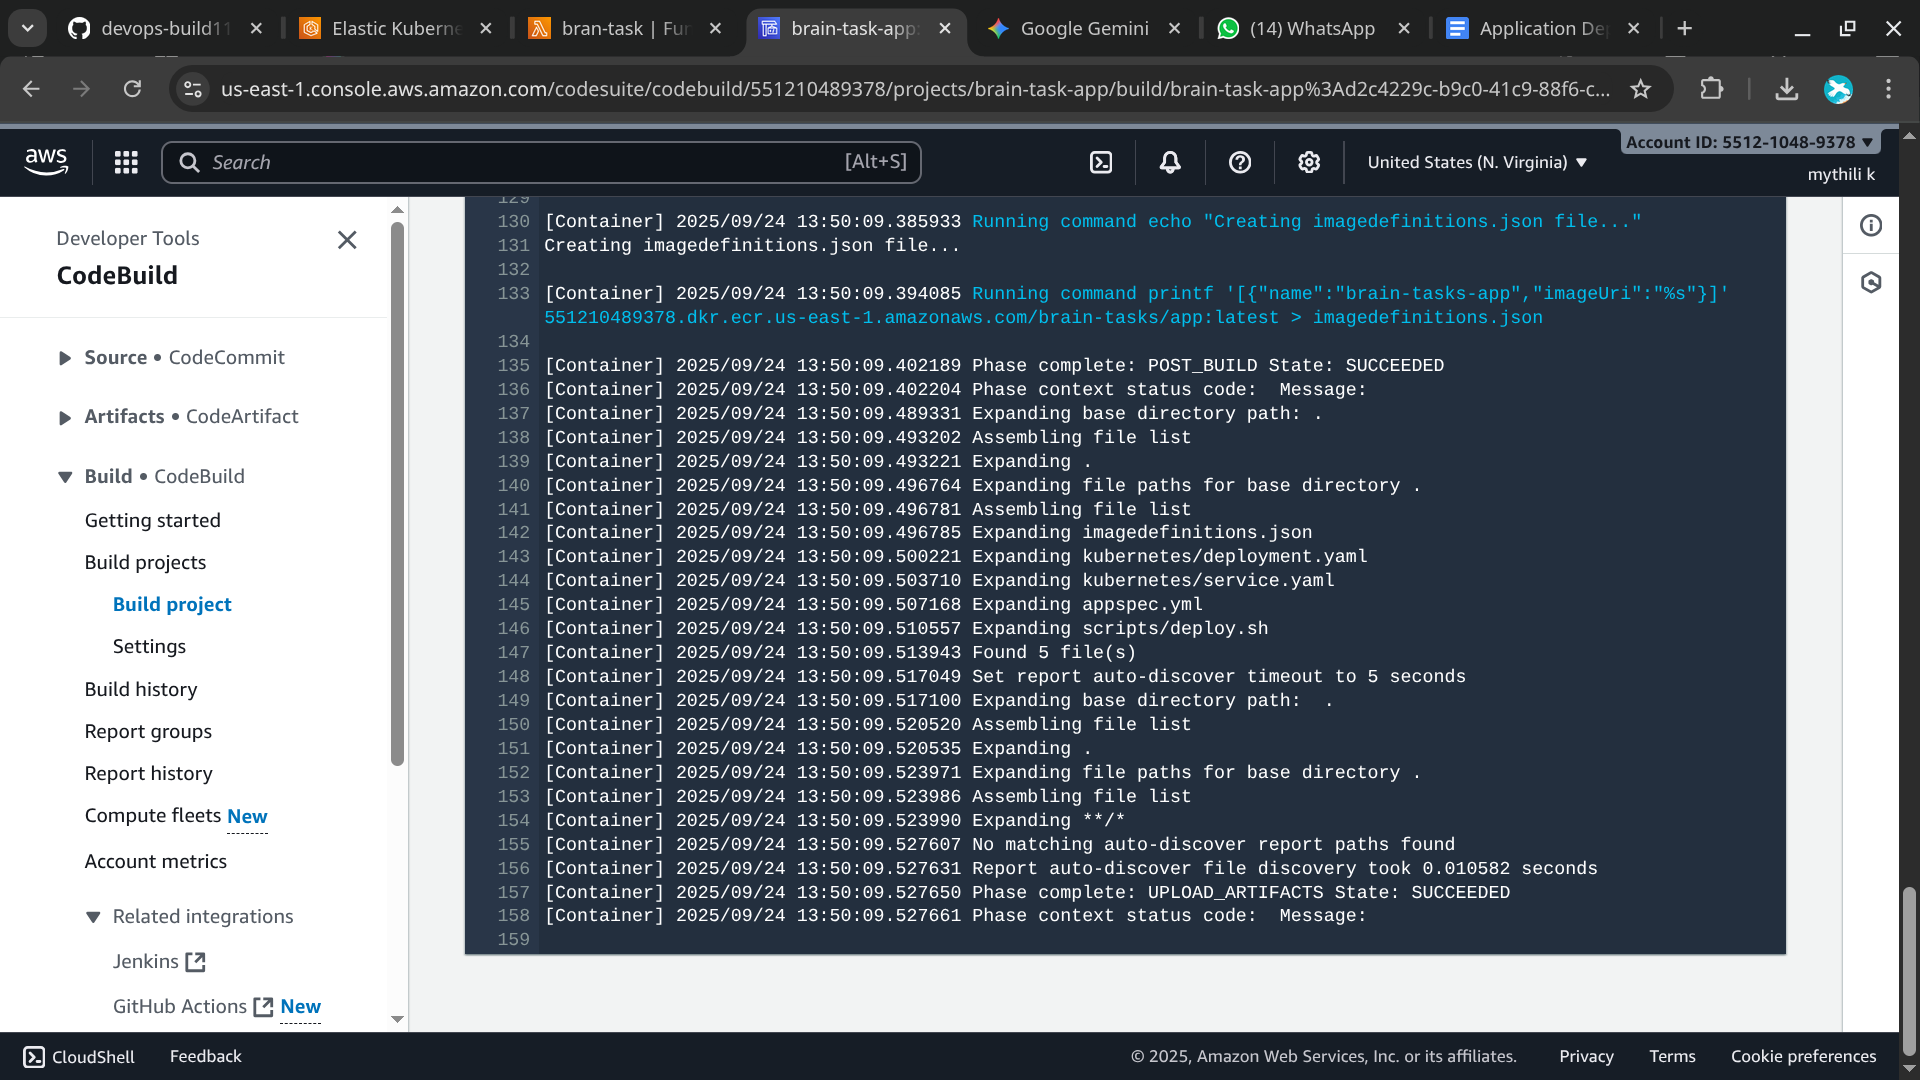 devops-build11
Elastic Kuberne
bran-task | Fun
brain-task-app:
Google Gemini
(14) WhatsApp
Application De
us-east-1.console.aws.amazon.com/codesuite/codebuild/551210489378/projects/brain-task-app/build/brain-task-app%3Ad2c4229c-b9c0-41c9-88f6-c...
aws
Search
[Alt+S]
United States (N. Virginia)
Account ID: 5512-1048-9378
mythili k
Developer Tools
CodeBuild
Source • CodeCommit
Artifacts • CodeArtifact
Build • CodeBuild
Getting started
Build projects
Build project
Settings
Build history
Report groups
Report history
Compute fleets New
Account metrics
Related integrations
Jenkins
GitHub Actions New
129
130 [Container] 2025/09/24 13:50:09.385933 Running command echo "Creating imagedefinitions.json file..."
131 Creating imagedefinitions.json file...
132
133 [Container] 2025/09/24 13:50:09.394085 Running command printf '[{"name":"brain-tasks-app","imageUri":"%s"}]'
551210489378.dkr.ecr.us-east-1.amazonaws.com/brain-tasks/app:latest > imagedefinitions.json
134
135 [Container] 2025/09/24 13:50:09.402189 Phase complete: POST_BUILD State: SUCCEEDED
136 [Container] 2025/09/24 13:50:09.402204 Phase context status code:  Message:
137 [Container] 2025/09/24 13:50:09.489331 Expanding base directory path: .
138 [Container] 2025/09/24 13:50:09.493202 Assembling file list
139 [Container] 2025/09/24 13:50:09.493221 Expanding .
140 [Container] 2025/09/24 13:50:09.496764 Expanding file paths for base directory .
141 [Container] 2025/09/24 13:50:09.496781 Assembling file list
142 [Container] 2025/09/24 13:50:09.496785 Expanding imagedefinitions.json
143 [Container] 2025/09/24 13:50:09.500221 Expanding kubernetes/deployment.yaml
144 [Container] 2025/09/24 13:50:09.503710 Expanding kubernetes/service.yaml
145 [Container] 2025/09/24 13:50:09.507168 Expanding appspec.yml
146 [Container] 2025/09/24 13:50:09.510557 Expanding scripts/deploy.sh
147 [Container] 2025/09/24 13:50:09.513943 Found 5 file(s)
148 [Container] 2025/09/24 13:50:09.517049 Set report auto-discover timeout to 5 seconds
149 [Container] 2025/09/24 13:50:09.517100 Expanding base directory path:  .
150 [Container] 2025/09/24 13:50:09.520520 Assembling file list
151 [Container] 2025/09/24 13:50:09.520535 Expanding .
152 [Container] 2025/09/24 13:50:09.523971 Expanding file paths for base directory .
153 [Container] 2025/09/24 13:50:09.523986 Assembling file list
154 [Container] 2025/09/24 13:50:09.523990 Expanding **/*
155 [Container] 2025/09/24 13:50:09.527607 No matching auto-discover report paths found
156 [Container] 2025/09/24 13:50:09.527631 Report auto-discover file discovery took 0.010582 seconds
157 [Container] 2025/09/24 13:50:09.527650 Phase complete: UPLOAD_ARTIFACTS State: SUCCEEDED
158 [Container] 2025/09/24 13:50:09.527661 Phase context status code:  Message:
159
CloudShell
Feedback
© 2025, Amazon Web Services, Inc. or its affiliates.
Privacy
Terms
Cookie preferences